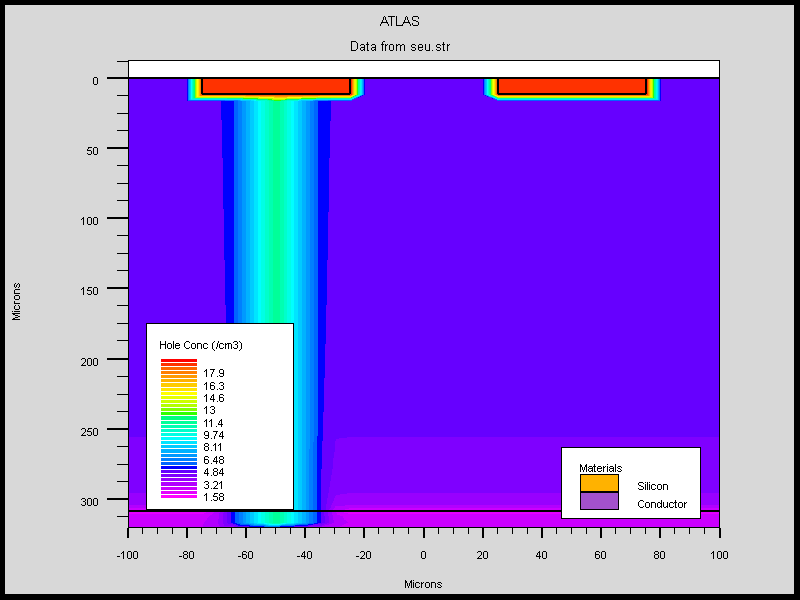 ATLAS
Data from seu.str
Microns
0
50
100
150
200
250
300
Hole Conc (/cm3)
17.9
16.3
14.6
13
11.4
9.74
8.11
6.48
4.84
3.21
1.58
Materials
Silicon
Conductor
-100 -80 -60 -40 -20 0 20 40 60 80 100
Microns